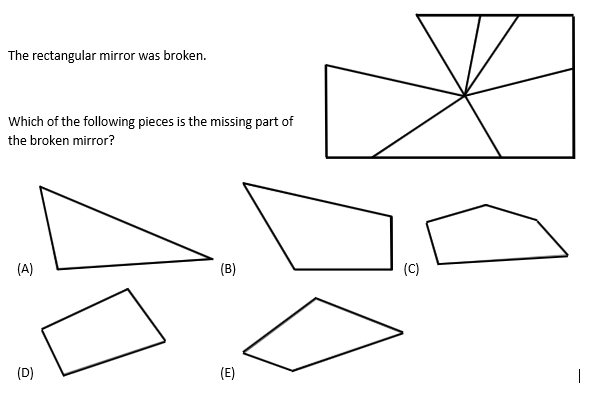 The rectangular mirror was broken.
Which of the following pieces is the missing part of
the broken mirror?
(A)
(B)
(C)
(D)
(E)